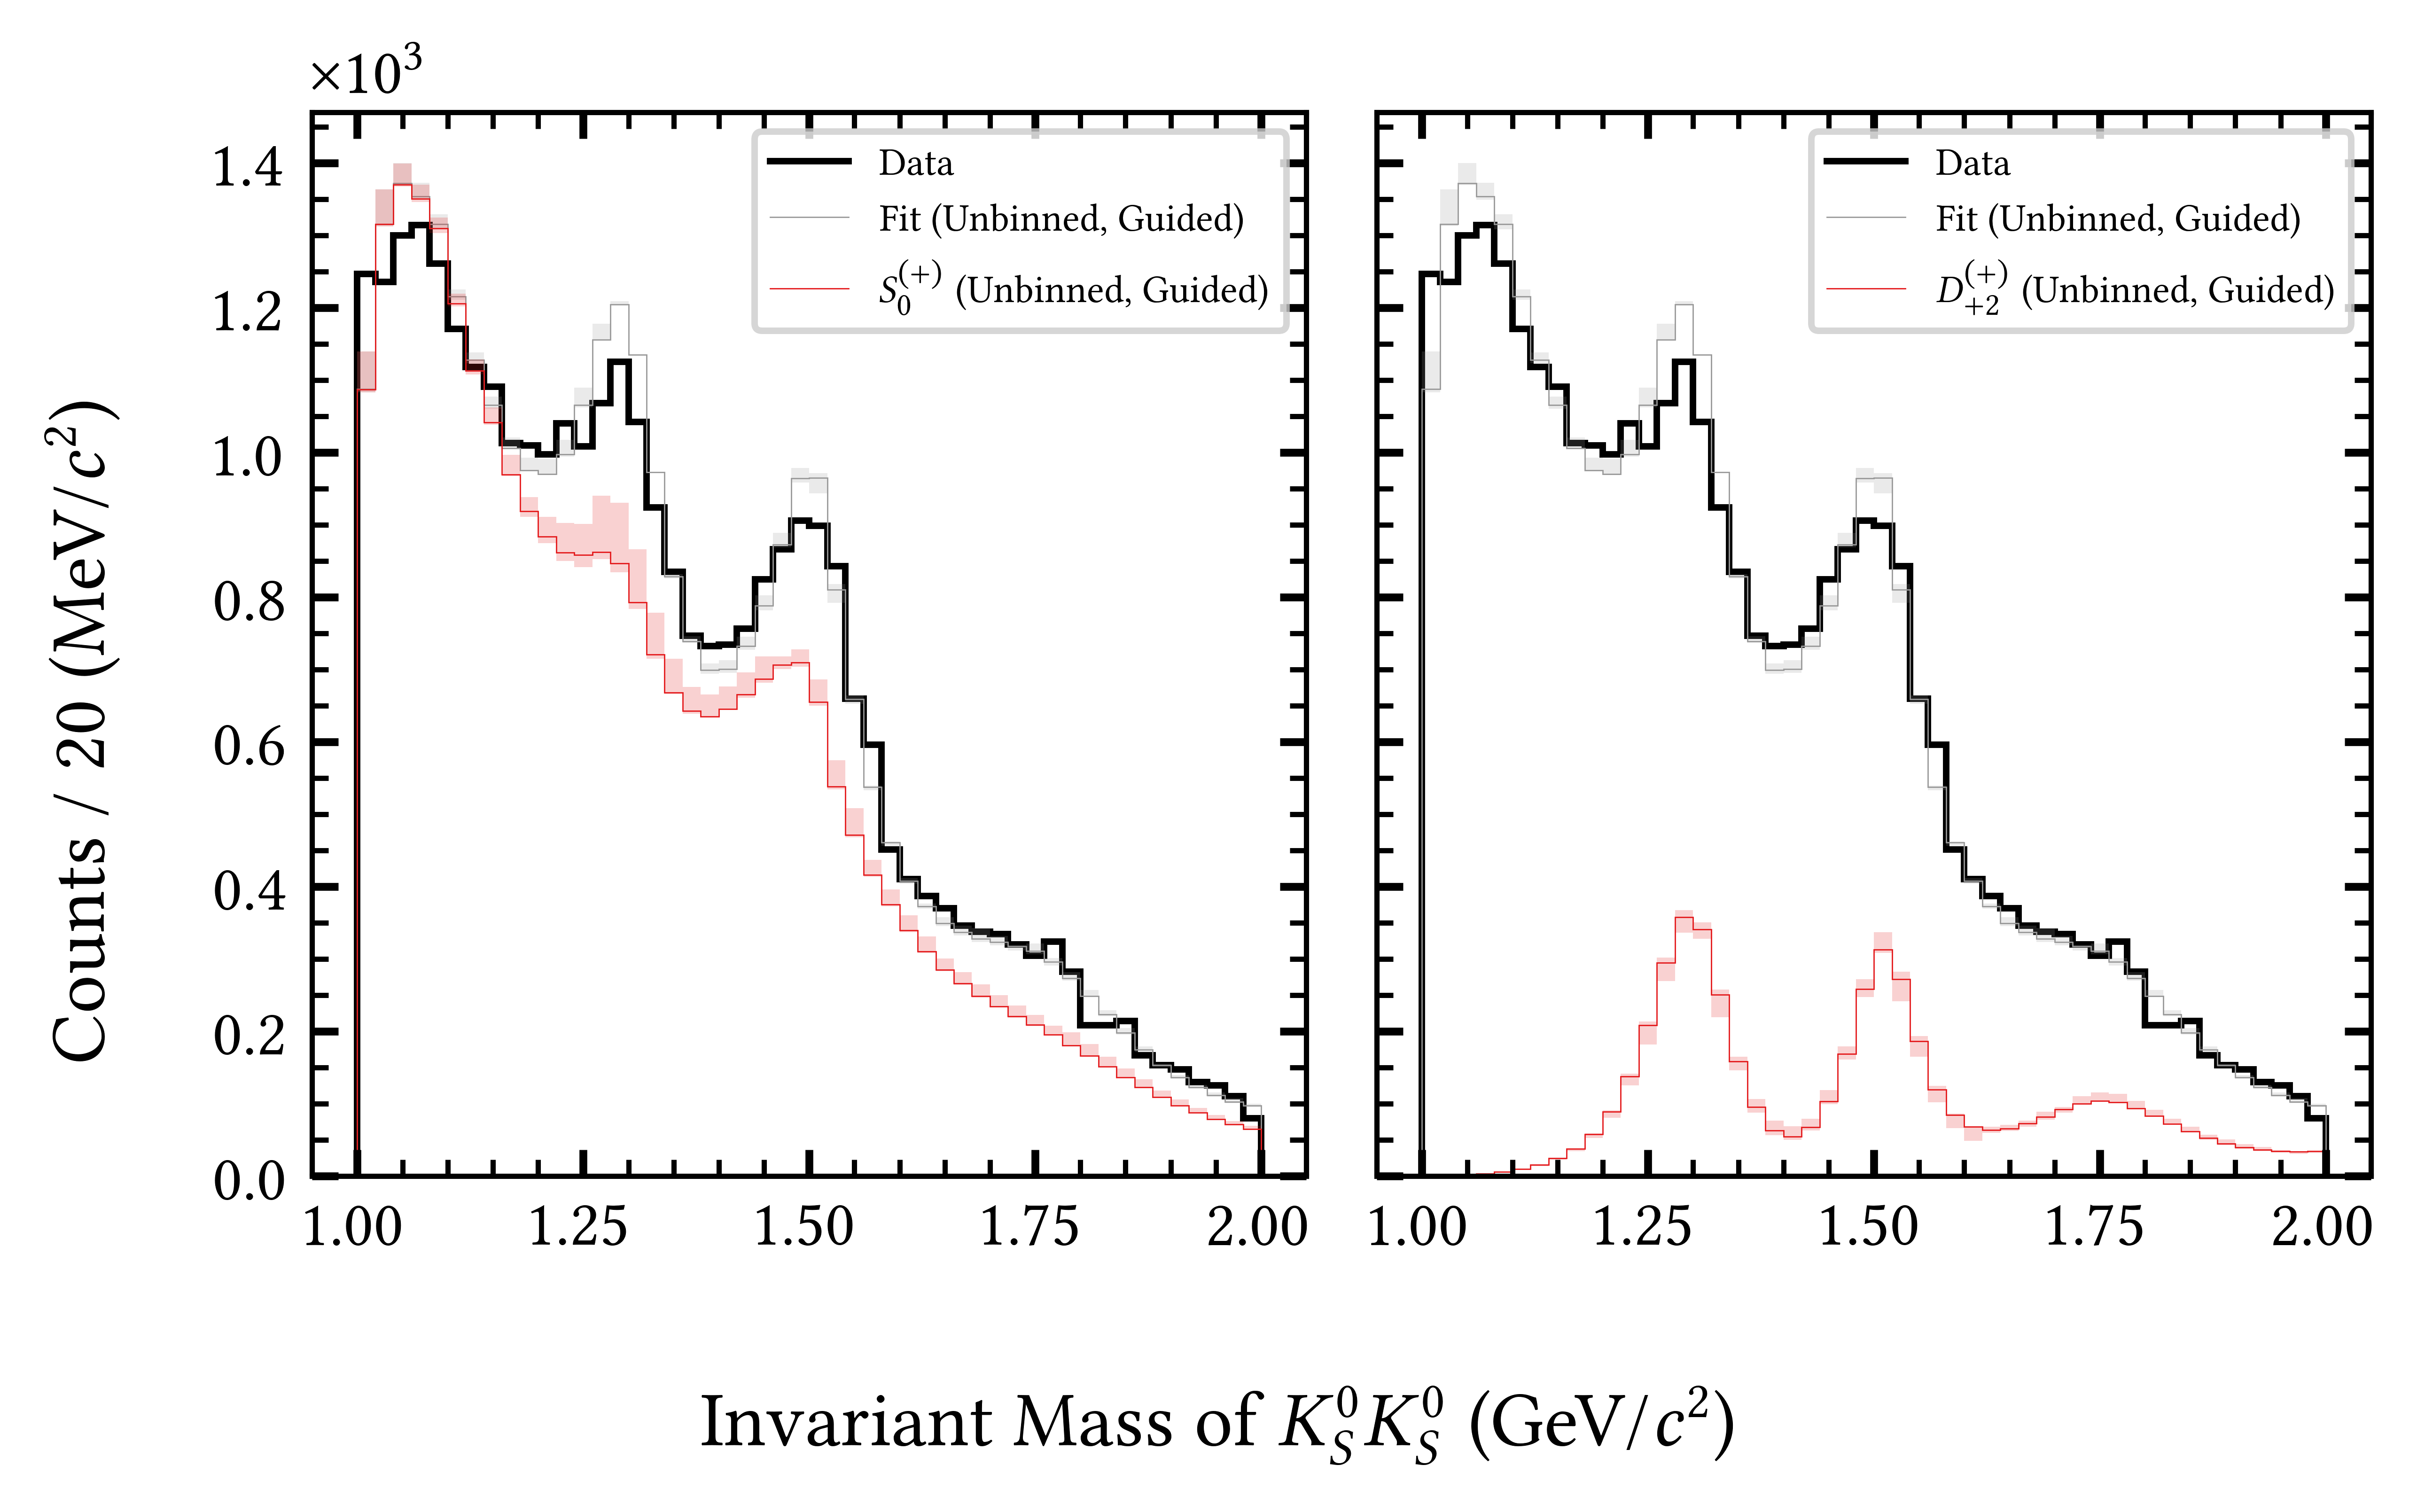 ×10³
Counts / 20 (MeV/c²)
1.4
1.2
1.0
0.8
0.6
0.4
0.2
0.0
Data
Fit (Unbinned, Guided)
S₀⁽⁺⁾ (Unbinned, Guided)
1.00 1.25 1.50 1.75 2.00
Data
Fit (Unbinned, Guided)
D₊₂⁽⁺⁾ (Unbinned, Guided)
1.00 1.25 1.50 1.75 2.00
Invariant Mass of K_S⁰K_S⁰ (GeV/c²)